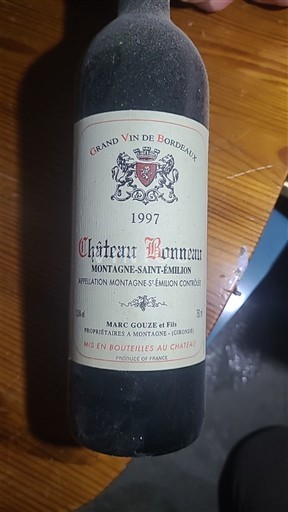 GRAND VIN DE BORDEAUX
1997
Château Bonneau
MONTAGNE-SAINT-ÉMILION
APPELLATION MONTAGNE-ST-ÉMILION CONTRÔLÉE
MARC GOUZE et Fils
PROPRIÉTAIRES A MONTAGNE - (GIRONDE)
MIS EN BOUTEILLES AU CHATEAU
PRODUCE OF FRANCE